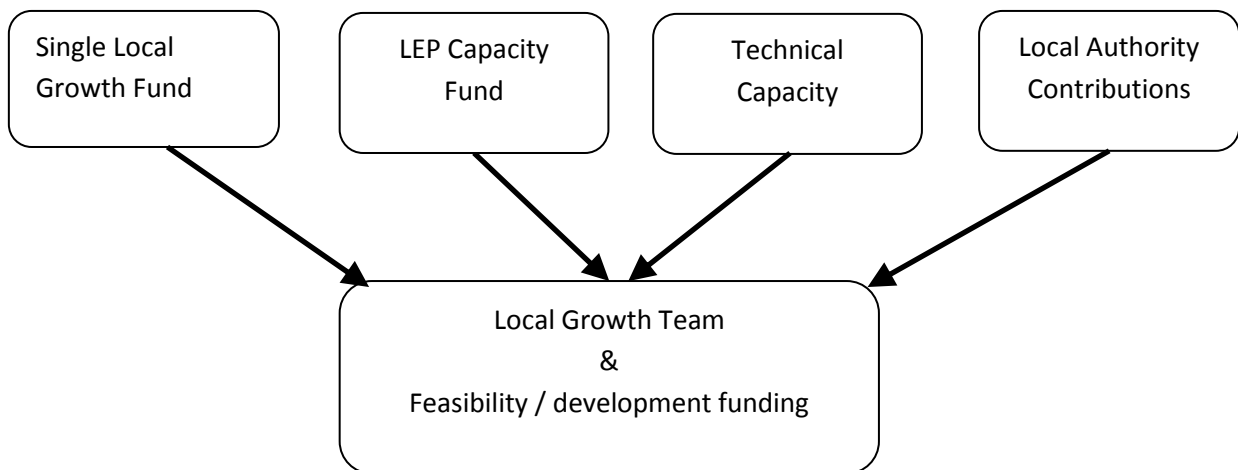 Single Local
Growth Fund
LEP Capacity
Fund
Technical
Capacity
Local Authority
Contributions
Local Growth Team
&
Feasibility / development funding